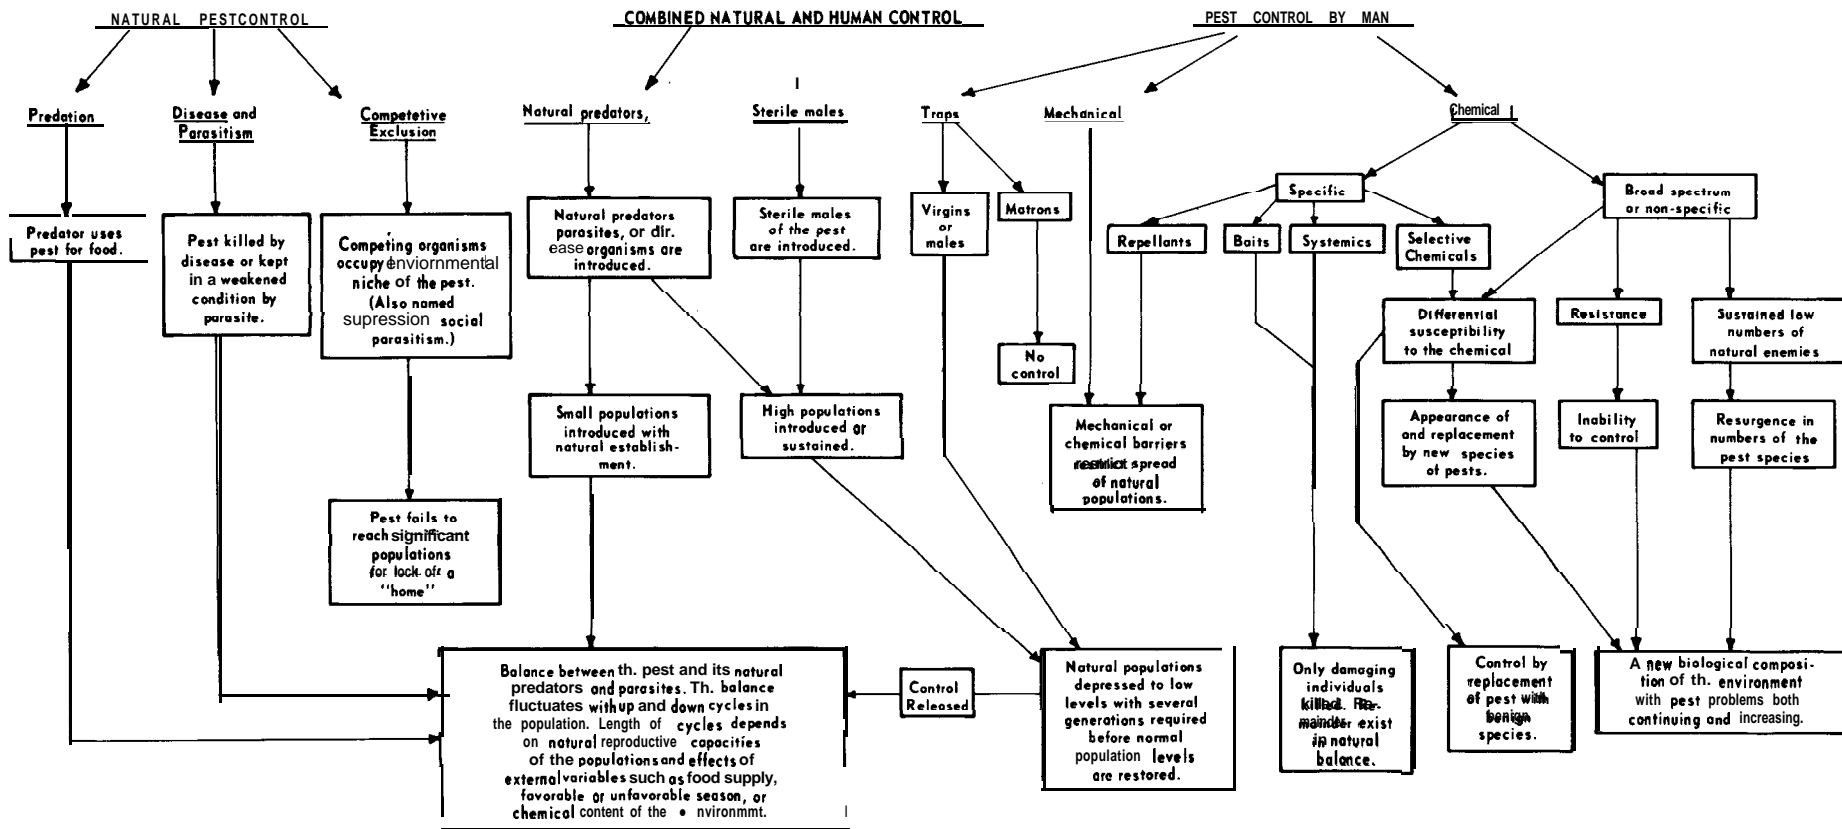 NATURAL PESTCONTROL
COMBINED NATURAL AND HUMAN CONTROL
PEST CONTROL BY MAN
Predation
Disease and
Parasitism
Competetive
Exclusion
Natural predators,
Sterile males
Traps
Mechanical
Chemical
Predator uses
pest for food.
Pest killed by
disease or kept
in a weakened
condition by
parasite.
Competing organisms
occupy enviornmental
niche of the pest.
(Also named
supression social
parasitism.)
Natural predators
parasites, or dir.
ease organisms are
introduced.
Sterile males
of the pest
are introduced.
Virgins
or
males
Matrons
Specific
Broad spectrum
or non-specific
Repellants
Baits
Systemics
Selective
Chemicals
No
control
Differential
susceptibility
to the chemical
Resistance
Sustained low
numbers of
natural enemies
Small populations
introduced with
natural establish-
ment.
High populations
introduced or
sustained.
Mechanical or
chemical barriers
restrict spread
of natural
populations.
Appearance of
and replacement
by new species
of pests.
Inability
to control
Resurgence in
numbers of the
pest species
Pest fails to
reach significant
populations
for lock of a
"home"
Balance between th. pest and its natural
predators and parasites. Th. balance
fluctuates with up and down cycles in
the population. Length of cycles depends
on natural reproductive capacities
of the populations and effects of
external variables such as food supply,
favorable or unfavorable season, or
chemical content of the • nvironmmt.
Control
Released
Natural populations
depressed to low
levels with several
generations required
before normal
population levels
are restored.
Only damaging
individuals
killed. Re-
mainder exist
in natural
balance.
Control by
replacement
of pest with
benign
species.
A new biological composi-
tion of th. environment
with pest problems both
continuing and increasing.